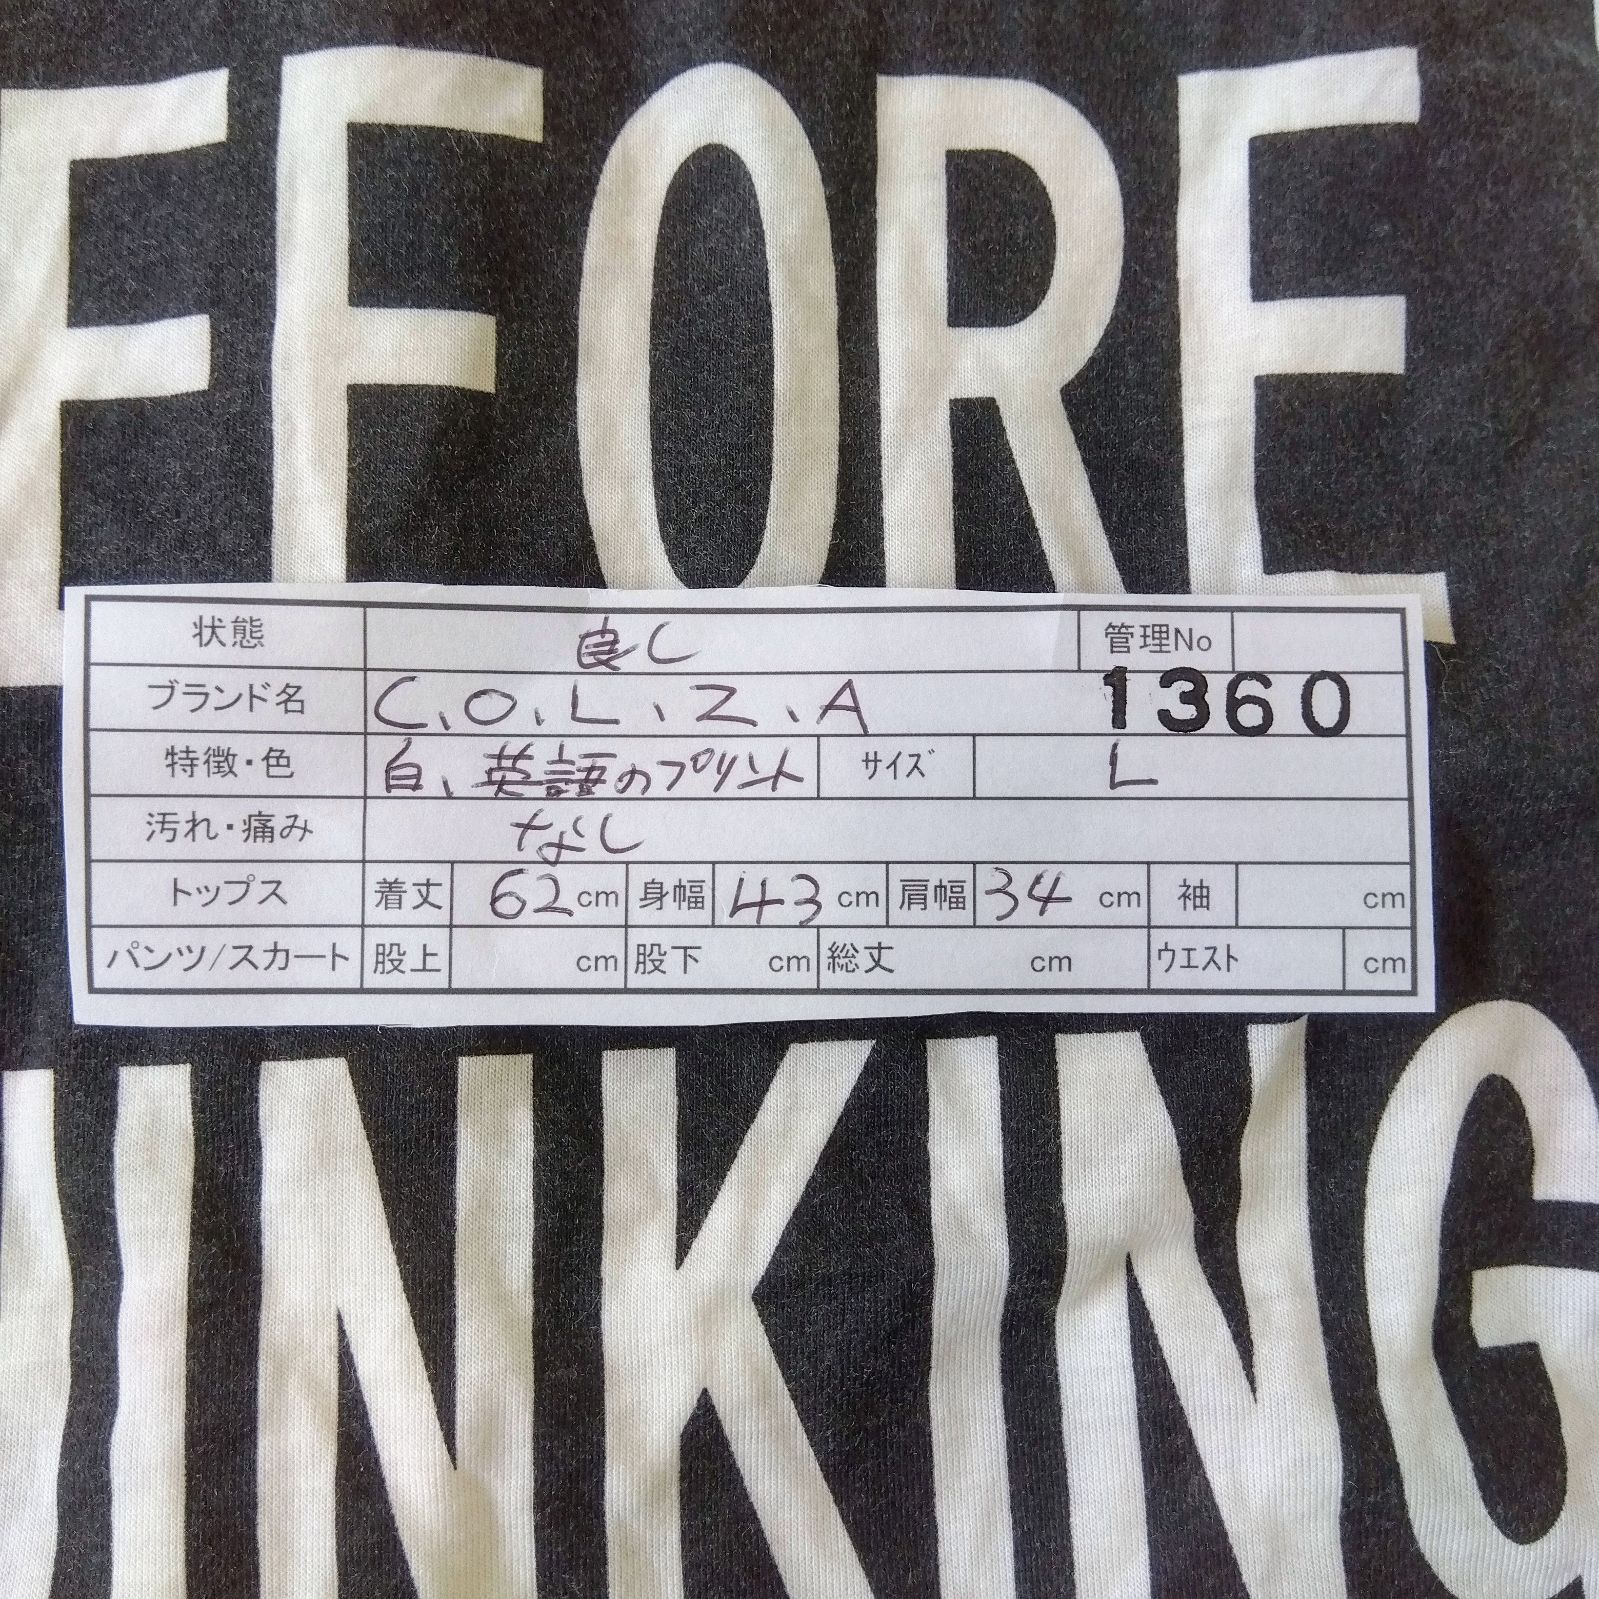 EFORE
状態 良し 管理No
ブランド名 C.O.L.Z.A 1360
特徴・色 白、英語のプリント サイズ L
汚れ・痛み なし
トップス 着丈 62cm 身幅 43cm 肩幅 34cm 袖 cm
パンツ/スカート 股上 cm 股下 cm 総丈 cm ウエスト cm
INKING